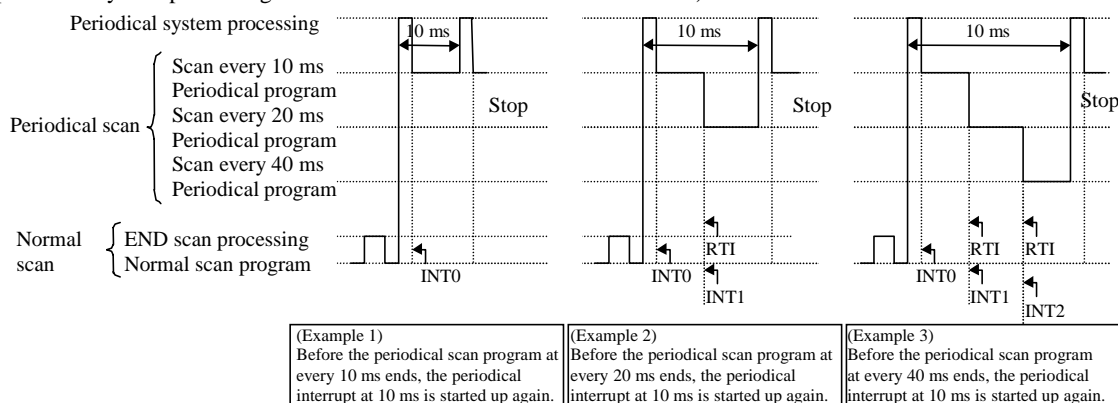 Periodical system processing
10 ms
10 ms
10 ms
Scan every 10 ms
Periodical program
Scan every 20 ms
Periodical program
Scan every 40 ms
Periodical program
Periodical scan
Stop
Stop
Stop
Normal
scan
END scan processing
Normal scan program
INT0
RTI
INT0
INT1
RTI
RTI
INT0
INT1
INT2
(Example 1)
Before the periodical scan program at
every 10 ms ends, the periodical
interrupt at 10 ms is started up again.
(Example 2)
Before the periodical scan program at
every 20 ms ends, the periodical
interrupt at 10 ms is started up again.
(Example 3)
Before the periodical scan program
at every 40 ms ends, the periodical
interrupt at 10 ms is started up again.